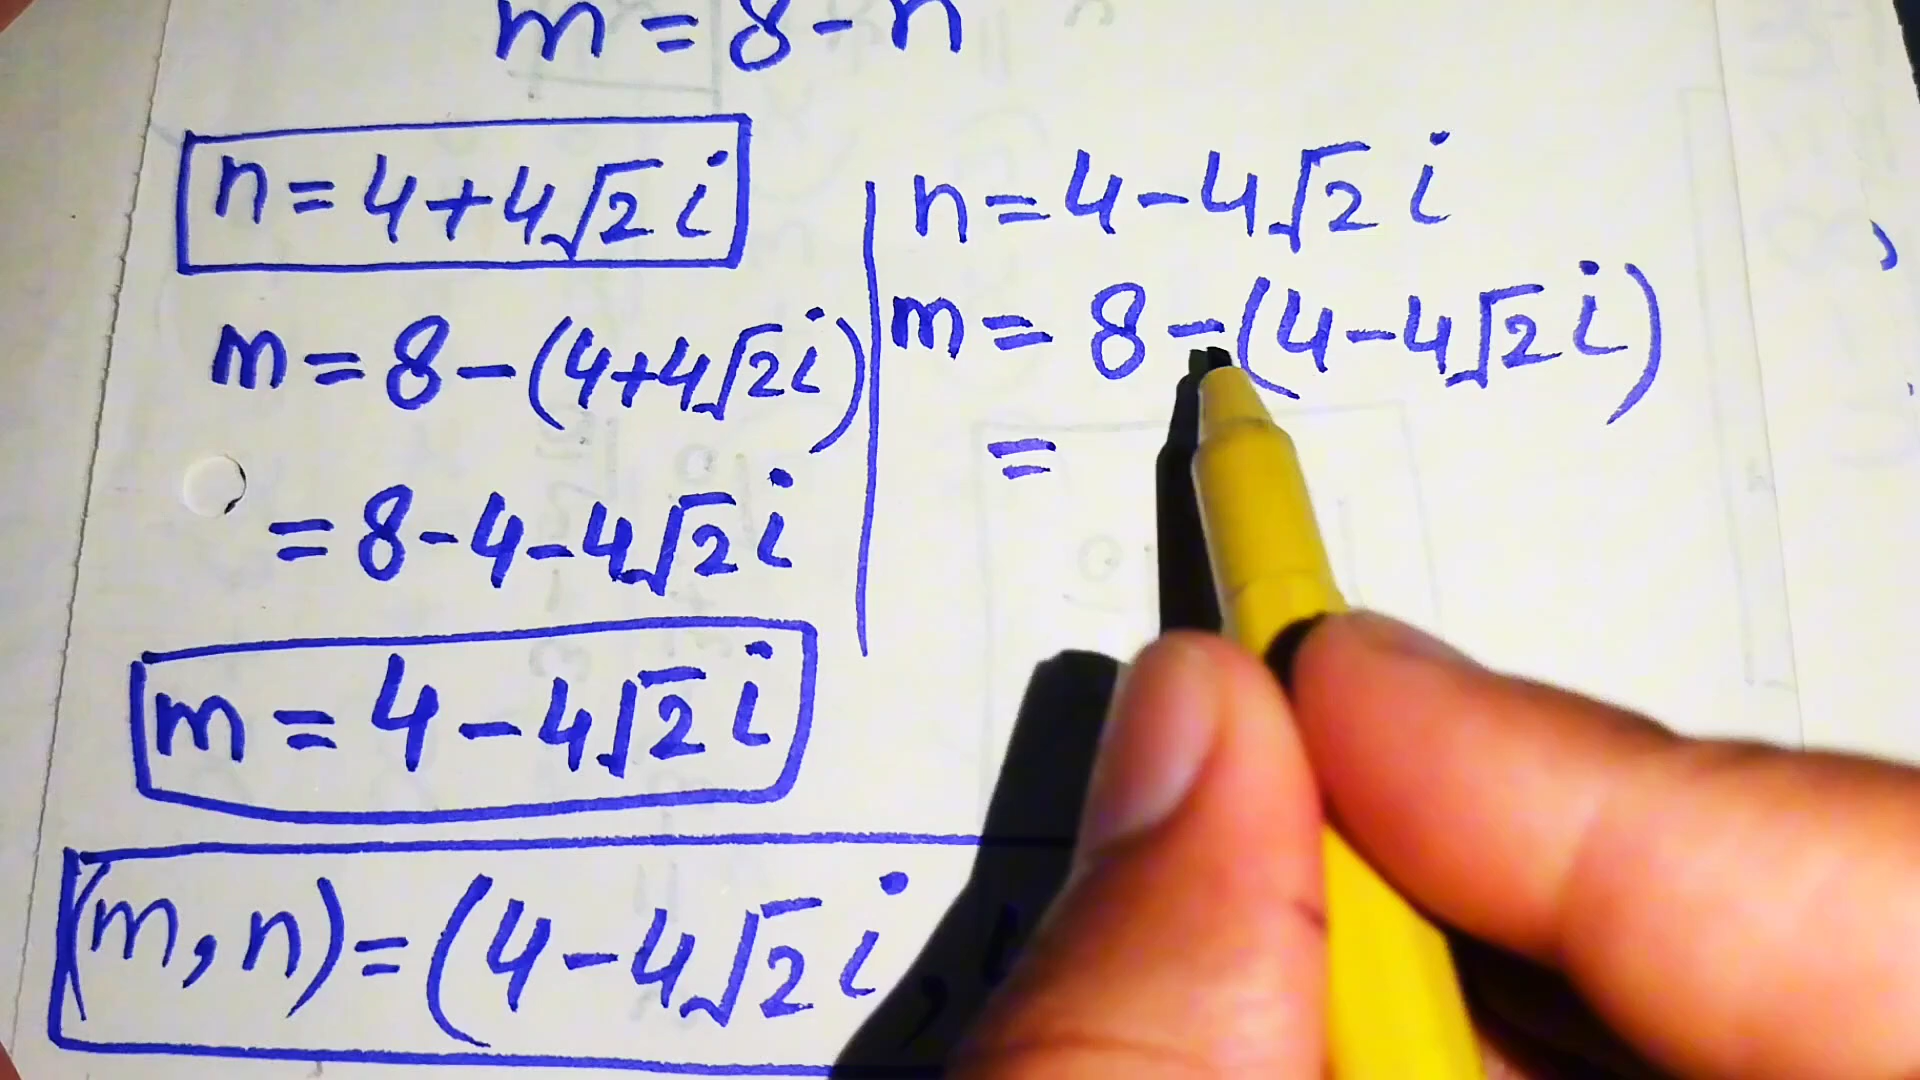 m = 8 - n
n = 4 + 4√2 i
m = 8 - (4 + 4√2 i)
= 8 - 4 - 4√2 i
m = 4 - 4√2 i
n = 4 - 4√2 i
m = 8 - (4 - 4√2 i)
=
(m, n) = (4 - 4√2 i ,